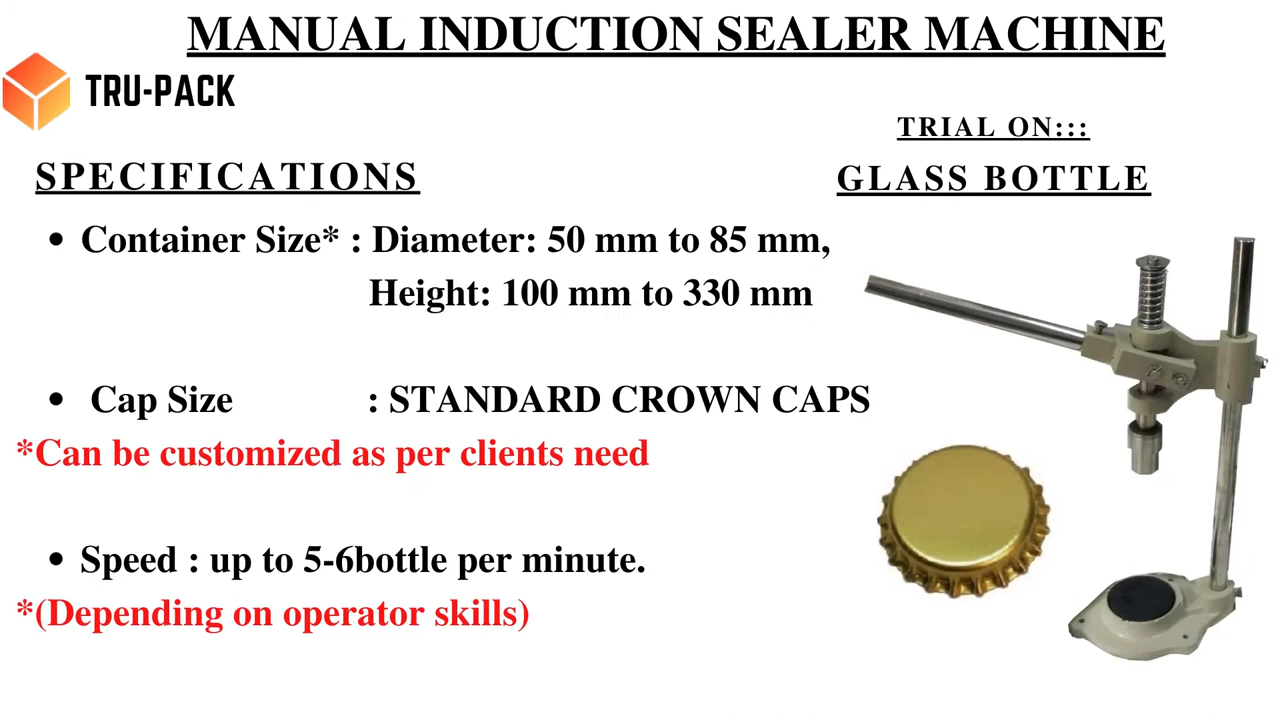 MANUAL INDUCTION SEALER MACHINE
TRU-PACK
TRIAL ON:::
GLASS BOTTLE
SPECIFICATIONS
• Container Size* : Diameter: 50 mm to 85 mm,
Height: 100 mm to 330 mm
• Cap Size : STANDARD CROWN CAPS
*Can be customized as per clients need
• Speed : up to 5-6bottle per minute.
*(Depending on operator skills)